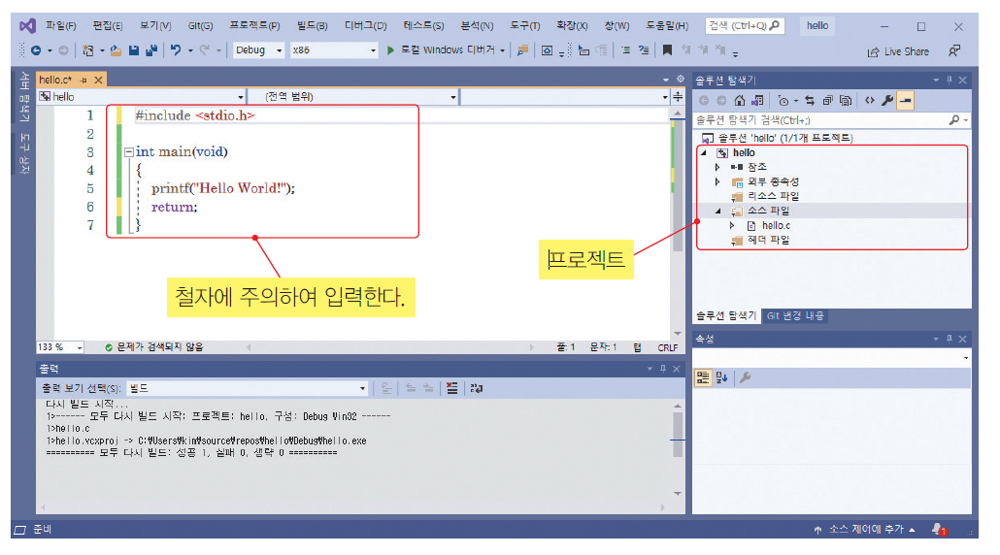 파일(F) 편집(E) 보기(V) Git(G) 프로젝트(P) 빌드(B) 디버그(D) 테스트(S) 분석(N) 도구(T) 확장(X) 창(W) 도움말(H) 검색 (Ctrl+Q) hello
Debug x86 로컬 Windows 디버거 Live Share
서버 탐색기
도구 상자
hello.c*
hello (전역 범위)
1 #include <stdio.h>
2
3 int main(void)
4 {
5 printf("Hello World!");
6 return;
7 }
철자에 주의하여 입력한다.
133 % 문제가 검색되지 않음 줄: 1 문자: 1 탭 CRLF
솔루션 탐색기
솔루션 탐색기 검색(Ctrl+;)
솔루션 'hello' (1/1개 프로젝트)
hello
참조
외부 종속성
리소스 파일
소스 파일
hello.c
헤더 파일
프로젝트
솔루션 탐색기 Git 변경 내용
속성
출력
출력 보기 선택(S): 빌드
다시 빌드 시작...
1>------ 모두 다시 빌드 시작: 프로젝트: hello, 구성: Debug Win32 ------
1>hello.c
1>hello.vcxproj -> C:₩Users₩kim₩source₩repos₩hello₩Debug₩hello.exe
========== 모두 다시 빌드: 성공 1, 실패 0, 생략 0 ==========
준비 소스 제어에 추가 1